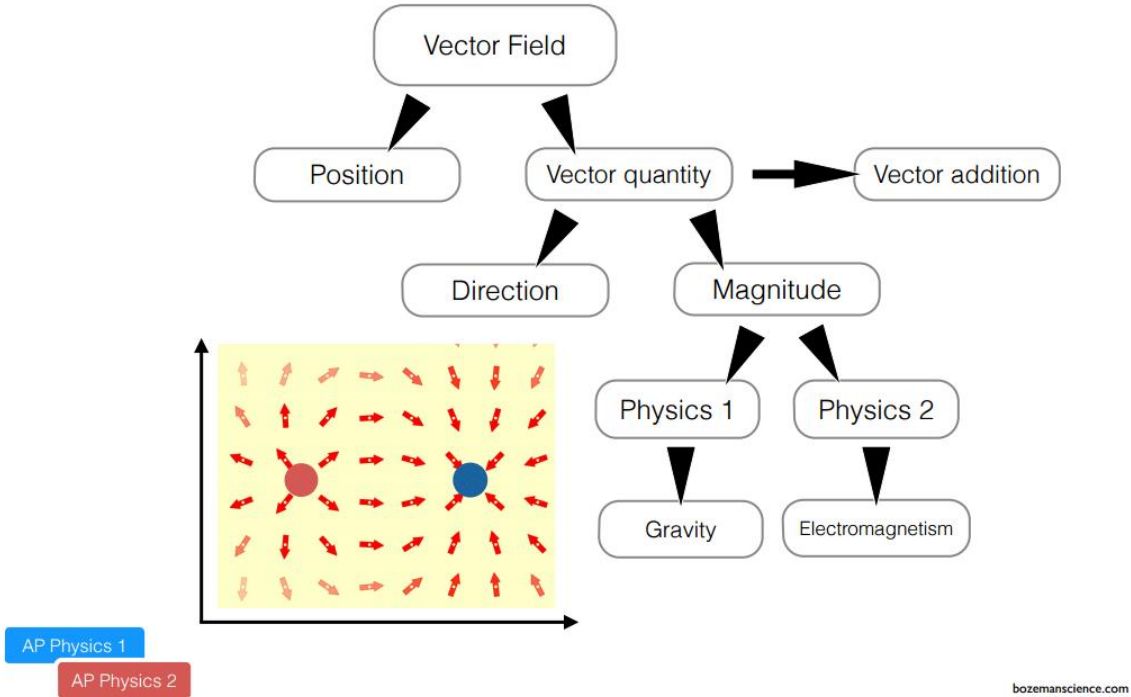 Vector Field
Position
Vector quantity
Vector addition
Direction
Magnitude
Physics 1
Physics 2
Gravity
Electromagnetism
AP Physics 1
AP Physics 2
bozemanscience.com